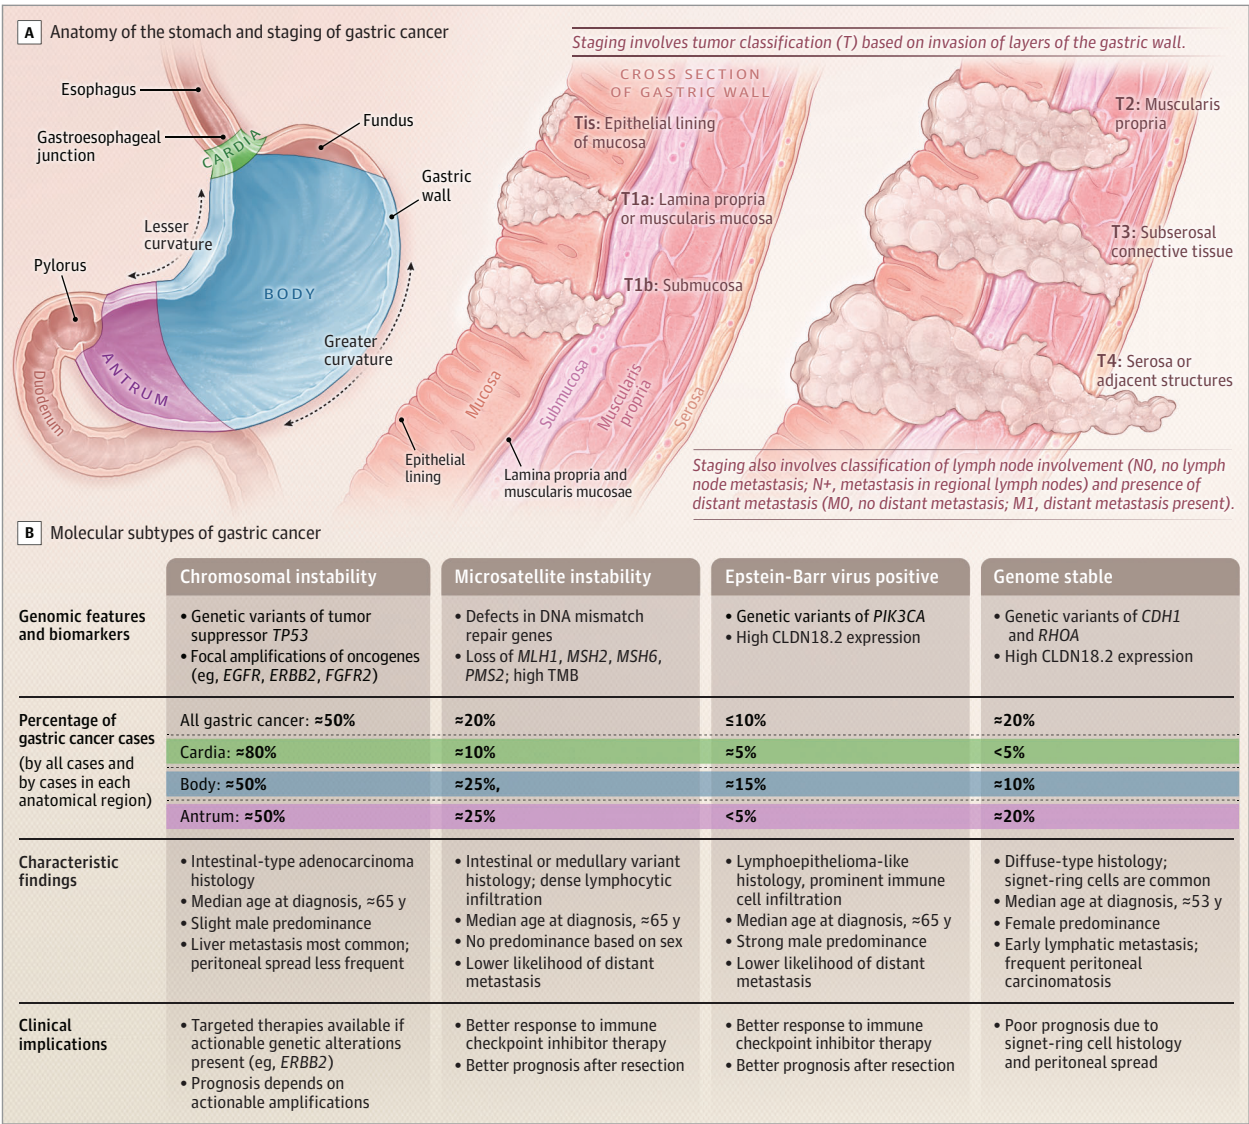 A Anatomy of the stomach and staging of gastric cancer
Staging involves tumor classification (T) based on invasion of layers of the gastric wall.
Esophagus
Gastroesophageal
junction
CARDIA
Fundus
Gastric
wall
Lesser
curvature
Pylorus
BODY
Greater
curvature
ANTRUM
Duodenum
CROSS SECTION
OF GASTRIC WALL
Tis: Epithelial lining
of mucosa
T1a: Lamina propria
or muscularis mucosa
T1b: Submucosa
Mucosa
Submucosa
Muscularis
propria
Serosa
Epithelial
lining
Lamina propria and
muscularis mucosae
T2: Muscularis
propria
T3: Subserosal
connective tissue
T4: Serosa or
adjacent structures
Staging also involves classification of lymph node involvement (N0, no lymph
node metastasis; N+, metastasis in regional lymph nodes) and presence of
distant metastasis (M0, no distant metastasis; M1, distant metastasis present).
B Molecular subtypes of gastric cancer
Chromosomal instability
Microsatellite instability
Epstein-Barr virus positive
Genome stable
Genomic features
and biomarkers
• Genetic variants of tumor
suppressor TP53
• Focal amplifications of oncogenes
(eg, EGFR, ERBB2, FGFR2)
• Defects in DNA mismatch
repair genes
• Loss of MLH1, MSH2, MSH6,
PMS2; high TMB
• Genetic variants of PIK3CA
• High CLDN18.2 expression
• Genetic variants of CDH1
and RHOA
• High CLDN18.2 expression
Percentage of
gastric cancer cases
(by all cases and
by cases in each
anatomical region)
All gastric cancer: ≈50%
≈20%
≤10%
≈20%
Cardia: ≈80%
≈10%
≈5%
<5%
Body: ≈50%
≈25%,
≈15%
≈10%
Antrum: ≈50%
≈25%
<5%
≈20%
Characteristic
findings
• Intestinal-type adenocarcinoma
histology
• Median age at diagnosis, ≈65 y
• Slight male predominance
• Liver metastasis most common;
peritoneal spread less frequent
• Intestinal or medullary variant
histology; dense lymphocytic
infiltration
• Median age at diagnosis, ≈65 y
• No predominance based on sex
• Lower likelihood of distant
metastasis
• Lymphoepithelioma-like
histology, prominent immune
cell infiltration
• Median age at diagnosis, ≈65 y
• Strong male predominance
• Lower likelihood of distant
metastasis
• Diffuse-type histology;
signet-ring cells are common
• Median age at diagnosis, ≈53 y
• Female predominance
• Early lymphatic metastasis;
frequent peritoneal
carcinomatosis
Clinical
implications
• Targeted therapies available if
actionable genetic alterations
present (eg, ERBB2)
• Prognosis depends on
actionable amplifications
• Better response to immune
checkpoint inhibitor therapy
• Better prognosis after resection
• Better response to immune
checkpoint inhibitor therapy
• Better prognosis after resection
• Poor prognosis due to
signet-ring cell histology
and peritoneal spread